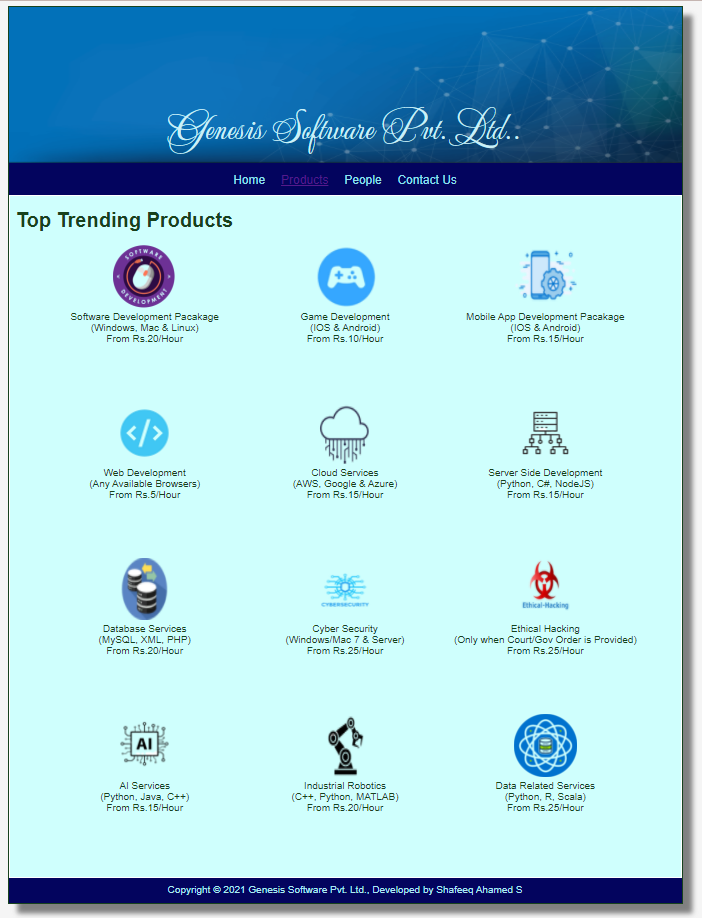 Genesis Software Pvt. Ltd..
Home Products People Contact Us
Top Trending Products
SOFTWARE DEVELOPMENT
Software Development Pacakage
(Windows, Mac & Linux)
From Rs.20/Hour
Game Development
(IOS & Android)
From Rs.10/Hour
Mobile App Development Pacakage
(IOS & Android)
From Rs.15/Hour
</>
Web Development
(Any Available Browsers)
From Rs.5/Hour
Cloud Services
(AWS, Google & Azure)
From Rs.15/Hour
Server Side Development
(Python, C#, NodeJS)
From Rs.15/Hour
Database Services
(MySQL, XML, PHP)
From Rs.20/Hour
CYBERSECURITY
Cyber Security
(Windows/Mac 7 & Server)
From Rs.25/Hour
Ethical-Hacking
Ethical Hacking
(Only when Court/Gov Order is Provided)
From Rs.25/Hour
AI
AI Services
(Python, Java, C++)
From Rs.15/Hour
Industrial Robotics
(C++, Python, MATLAB)
From Rs.20/Hour
Data Related Services
(Python, R, Scala)
From Rs.25/Hour
Copyright © 2021 Genesis Software Pvt. Ltd., Developed by Shafeeq Ahamed S